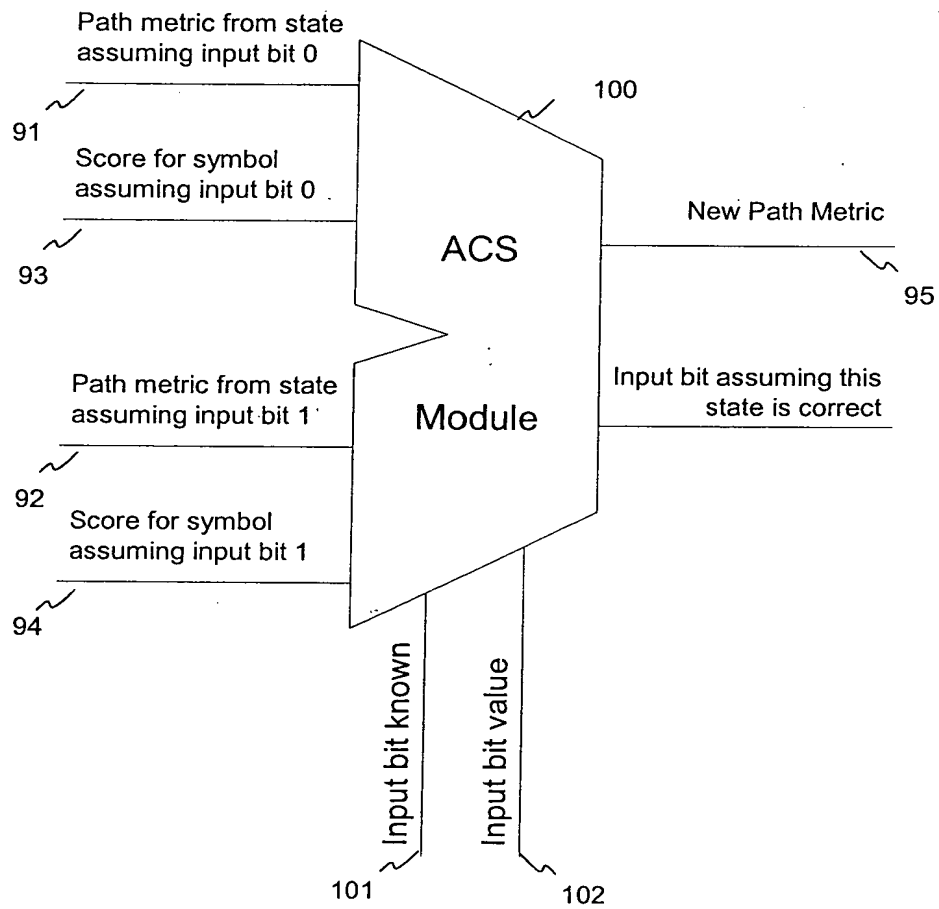 Path metric from state
assuming input bit 0
100
91
Score for symbol
assuming input bit 0
New Path Metric
93
ACS
95
Path metric from state
assuming input bit 1
Input bit assuming this
state is correct
Module
92
Score for symbol
assuming input bit 1
94
Input bit known
Input bit value
101
102